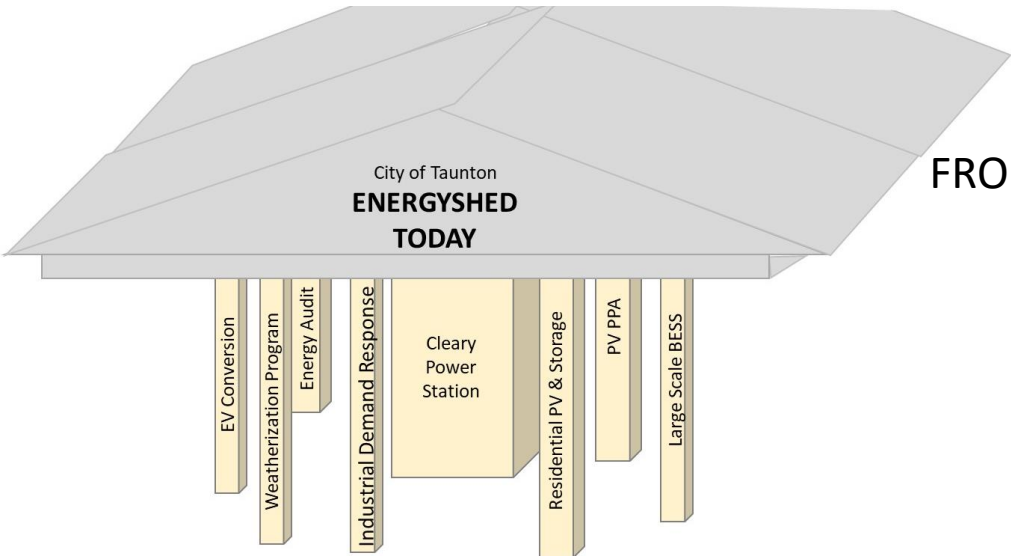 City of Taunton
ENERGYSHED
TODAY
FRO
EV Conversion
Weatherization Program
Energy Audit
Industrial Demand Response
Cleary
Power
Station
Residential PV & Storage
PV PPA
Large Scale BESS